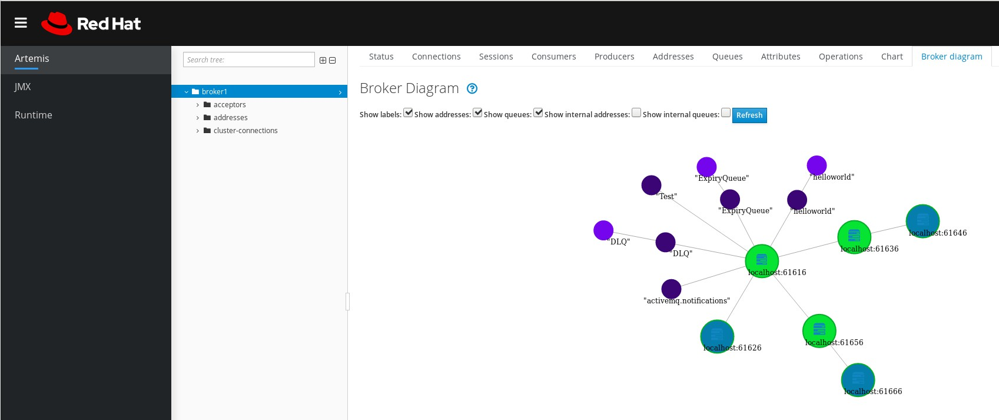 Red Hat
Artemis
JMX
Runtime
Search tree:
broker1
acceptors
addresses
cluster-connections
Status Connections Sessions Consumers Producers Addresses Queues Attributes Operations Chart Broker diagram
Broker Diagram ?
Show labels: Show addresses: Show queues: Show internal addresses: Show internal queues: Refresh
"ExpiryQueue"
"helloworld"
"Test"
"ExpiryQueue"
"helloworld"
localhost:61646
"DLQ"
localhost:61636
"DLQ"
localhost:61616
"activemq.notifications"
localhost:61656
localhost:61626
localhost:61666